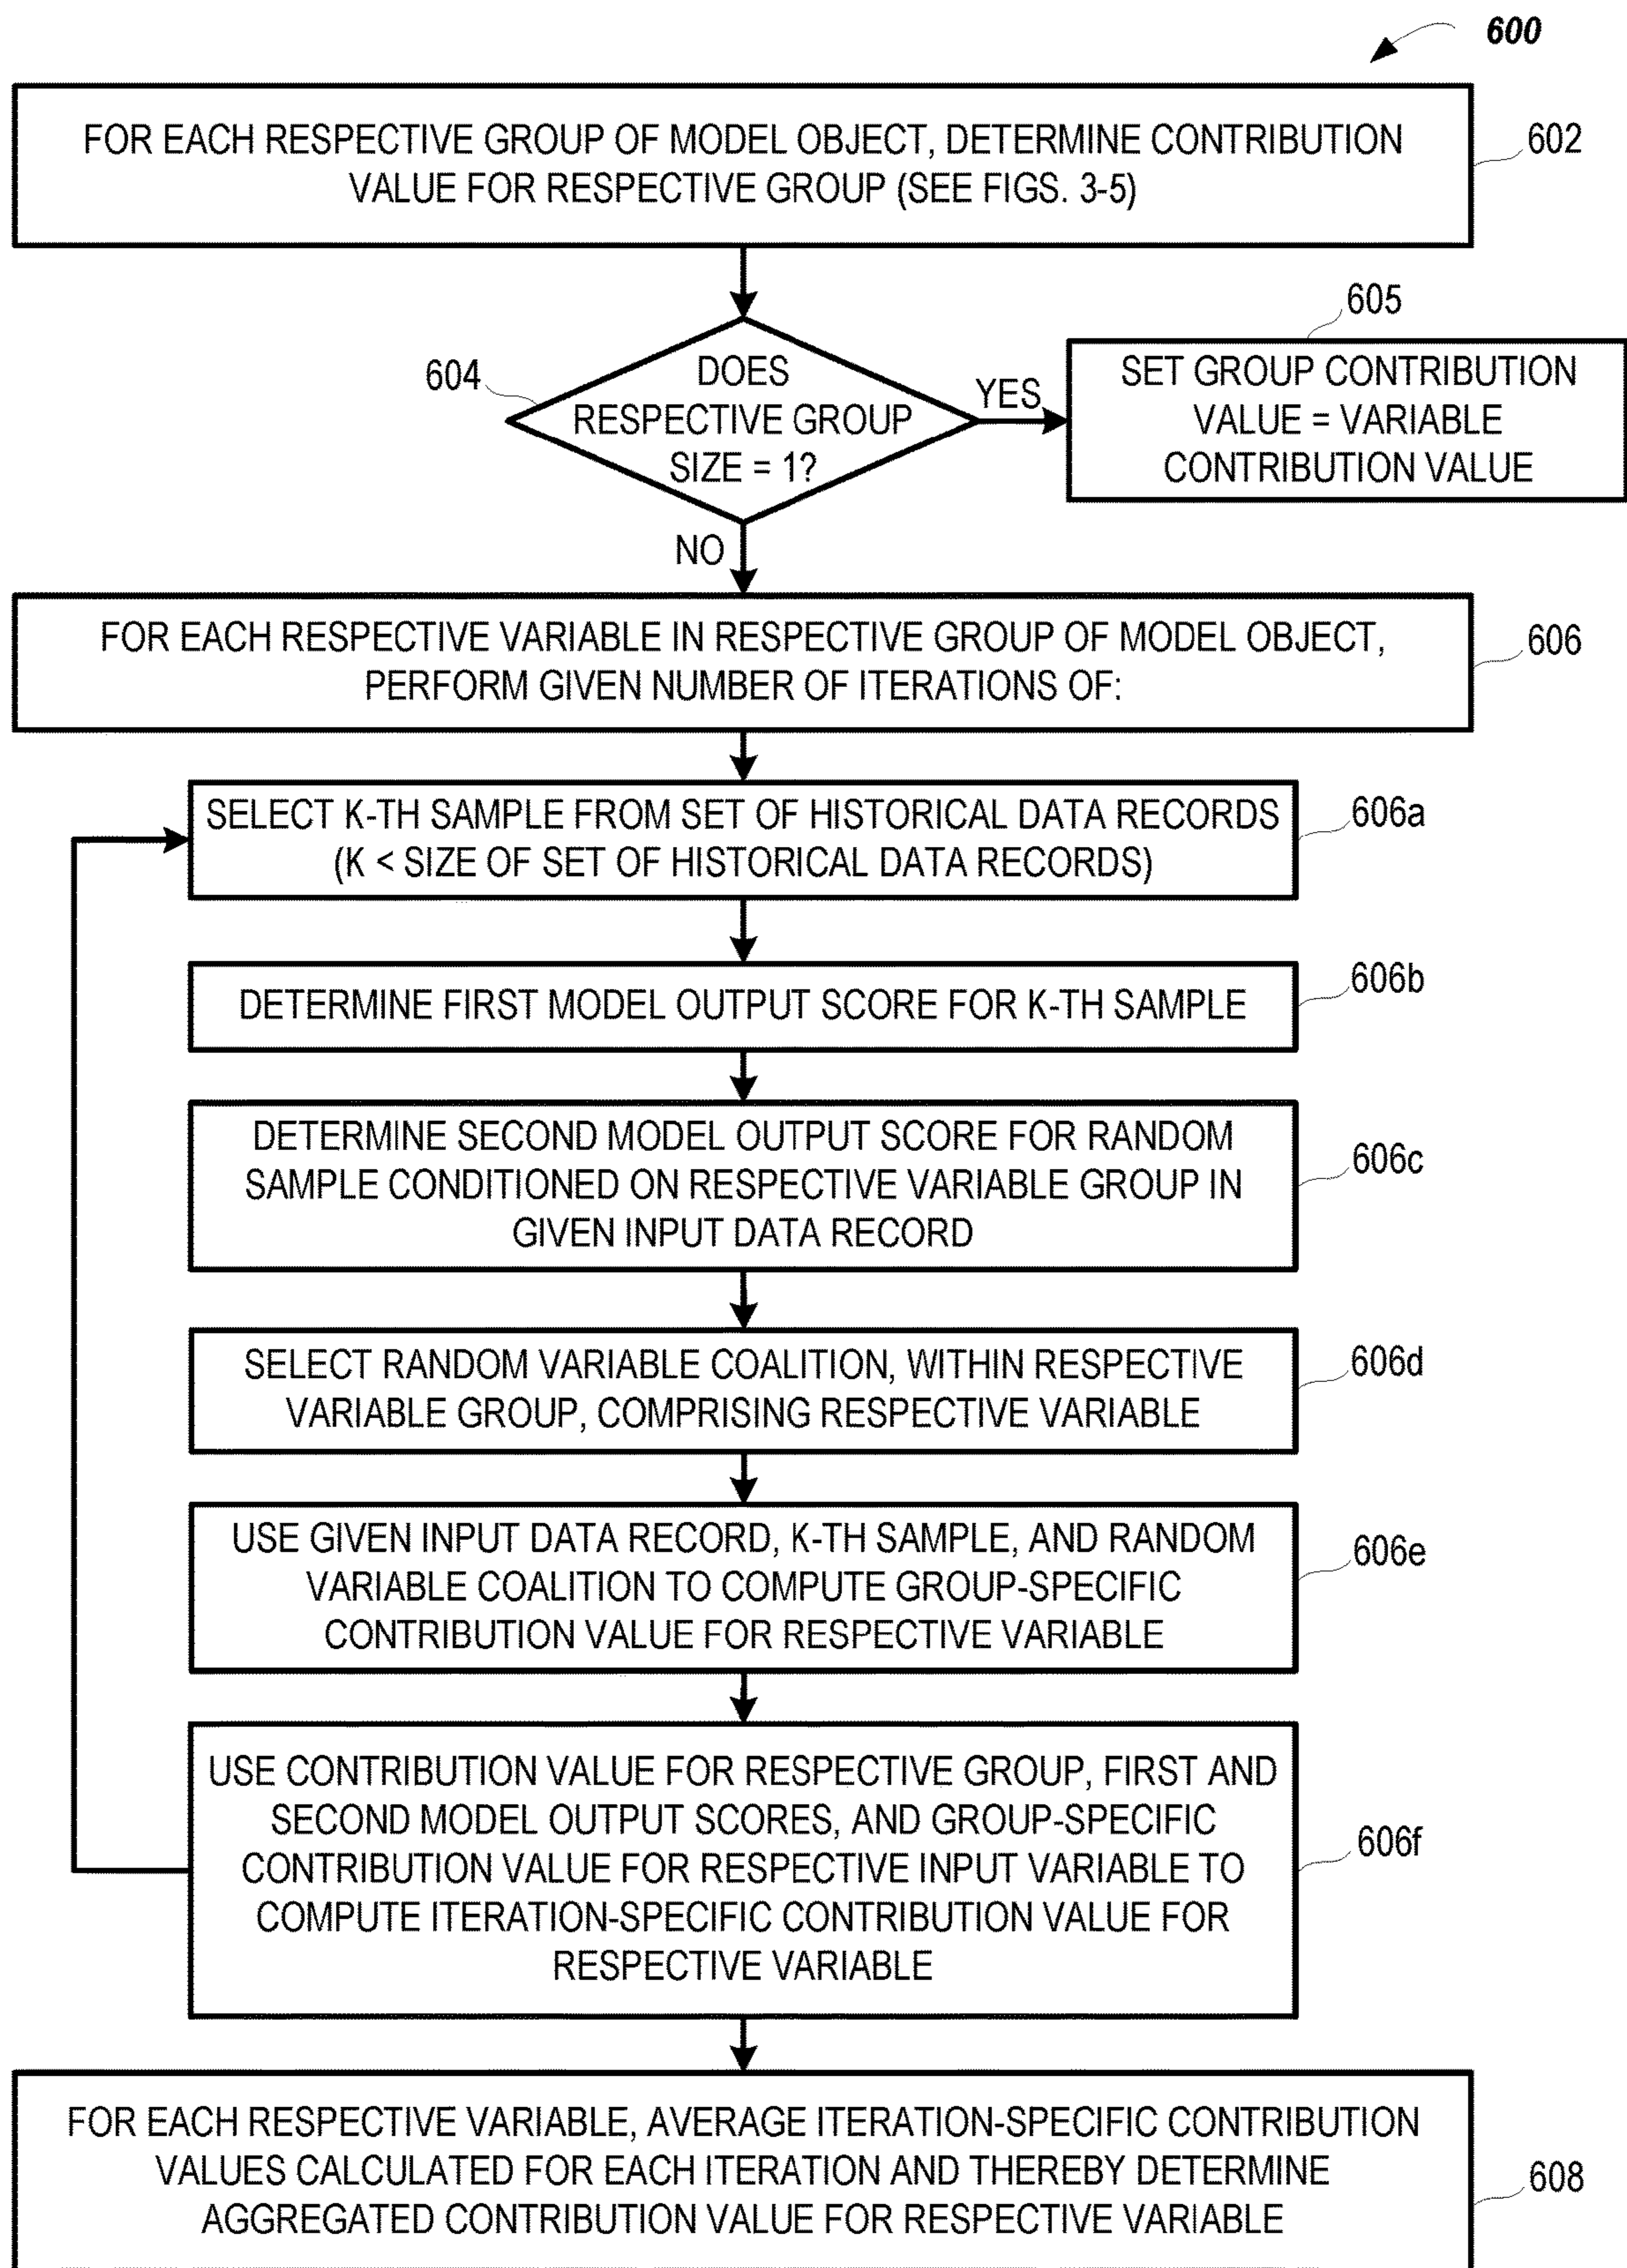 600
FOR EACH RESPECTIVE GROUP OF MODEL OBJECT, DETERMINE CONTRIBUTION
VALUE FOR RESPECTIVE GROUP (SEE FIGS. 3-5)
602
605
604
DOES
RESPECTIVE GROUP
SIZE = 1?
YES
SET GROUP CONTRIBUTION
VALUE = VARIABLE
CONTRIBUTION VALUE
NO
FOR EACH RESPECTIVE VARIABLE IN RESPECTIVE GROUP OF MODEL OBJECT,
PERFORM GIVEN NUMBER OF ITERATIONS OF:
606
SELECT K-TH SAMPLE FROM SET OF HISTORICAL DATA RECORDS
(K < SIZE OF SET OF HISTORICAL DATA RECORDS)
606a
DETERMINE FIRST MODEL OUTPUT SCORE FOR K-TH SAMPLE
606b
DETERMINE SECOND MODEL OUTPUT SCORE FOR RANDOM
SAMPLE CONDITIONED ON RESPECTIVE VARIABLE GROUP IN
GIVEN INPUT DATA RECORD
606c
SELECT RANDOM VARIABLE COALITION, WITHIN RESPECTIVE
VARIABLE GROUP, COMPRISING RESPECTIVE VARIABLE
606d
USE GIVEN INPUT DATA RECORD, K-TH SAMPLE, AND RANDOM
VARIABLE COALITION TO COMPUTE GROUP-SPECIFIC
CONTRIBUTION VALUE FOR RESPECTIVE VARIABLE
606e
USE CONTRIBUTION VALUE FOR RESPECTIVE GROUP, FIRST AND
SECOND MODEL OUTPUT SCORES, AND GROUP-SPECIFIC
CONTRIBUTION VALUE FOR RESPECTIVE INPUT VARIABLE TO
COMPUTE ITERATION-SPECIFIC CONTRIBUTION VALUE FOR
RESPECTIVE VARIABLE
606f
FOR EACH RESPECTIVE VARIABLE, AVERAGE ITERATION-SPECIFIC CONTRIBUTION
VALUES CALCULATED FOR EACH ITERATION AND THEREBY DETERMINE
AGGREGATED CONTRIBUTION VALUE FOR RESPECTIVE VARIABLE
608